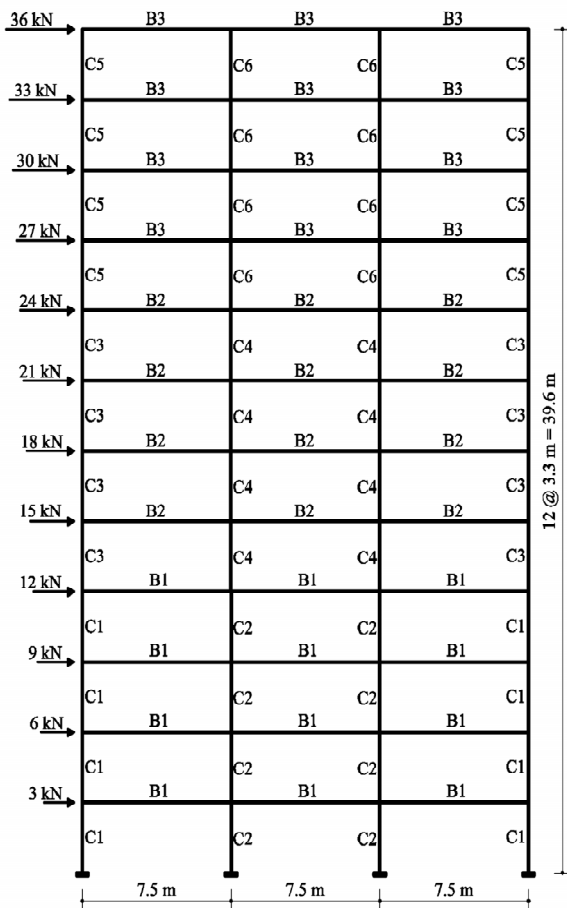 36 kN B3 B3 B3
C5 C6 C6 C5
33 kN B3 B3 B3
C5 C6 C6 C5
30 kN B3 B3 B3
C5 C6 C6 C5
27 kN B3 B3 B3
C5 C6 C6 C5
24 kN B2 B2 B2
C3 C4 C4 C3
21 kN B2 B2 B2
C3 C4 C4 C3
18 kN B2 B2 B2
C3 C4 C4 C3
15 kN B2 B2 B2
C3 C4 C4 C3
12 kN B1 B1 B1
C1 C2 C2 C1
9 kN B1 B1 B1
C1 C2 C2 C1
6 kN B1 B1 B1
C1 C2 C2 C1
3 kN B1 B1 B1
C1 C2 C2 C1
7.5 m 7.5 m 7.5 m
12 @ 3.3 m = 39.6 m